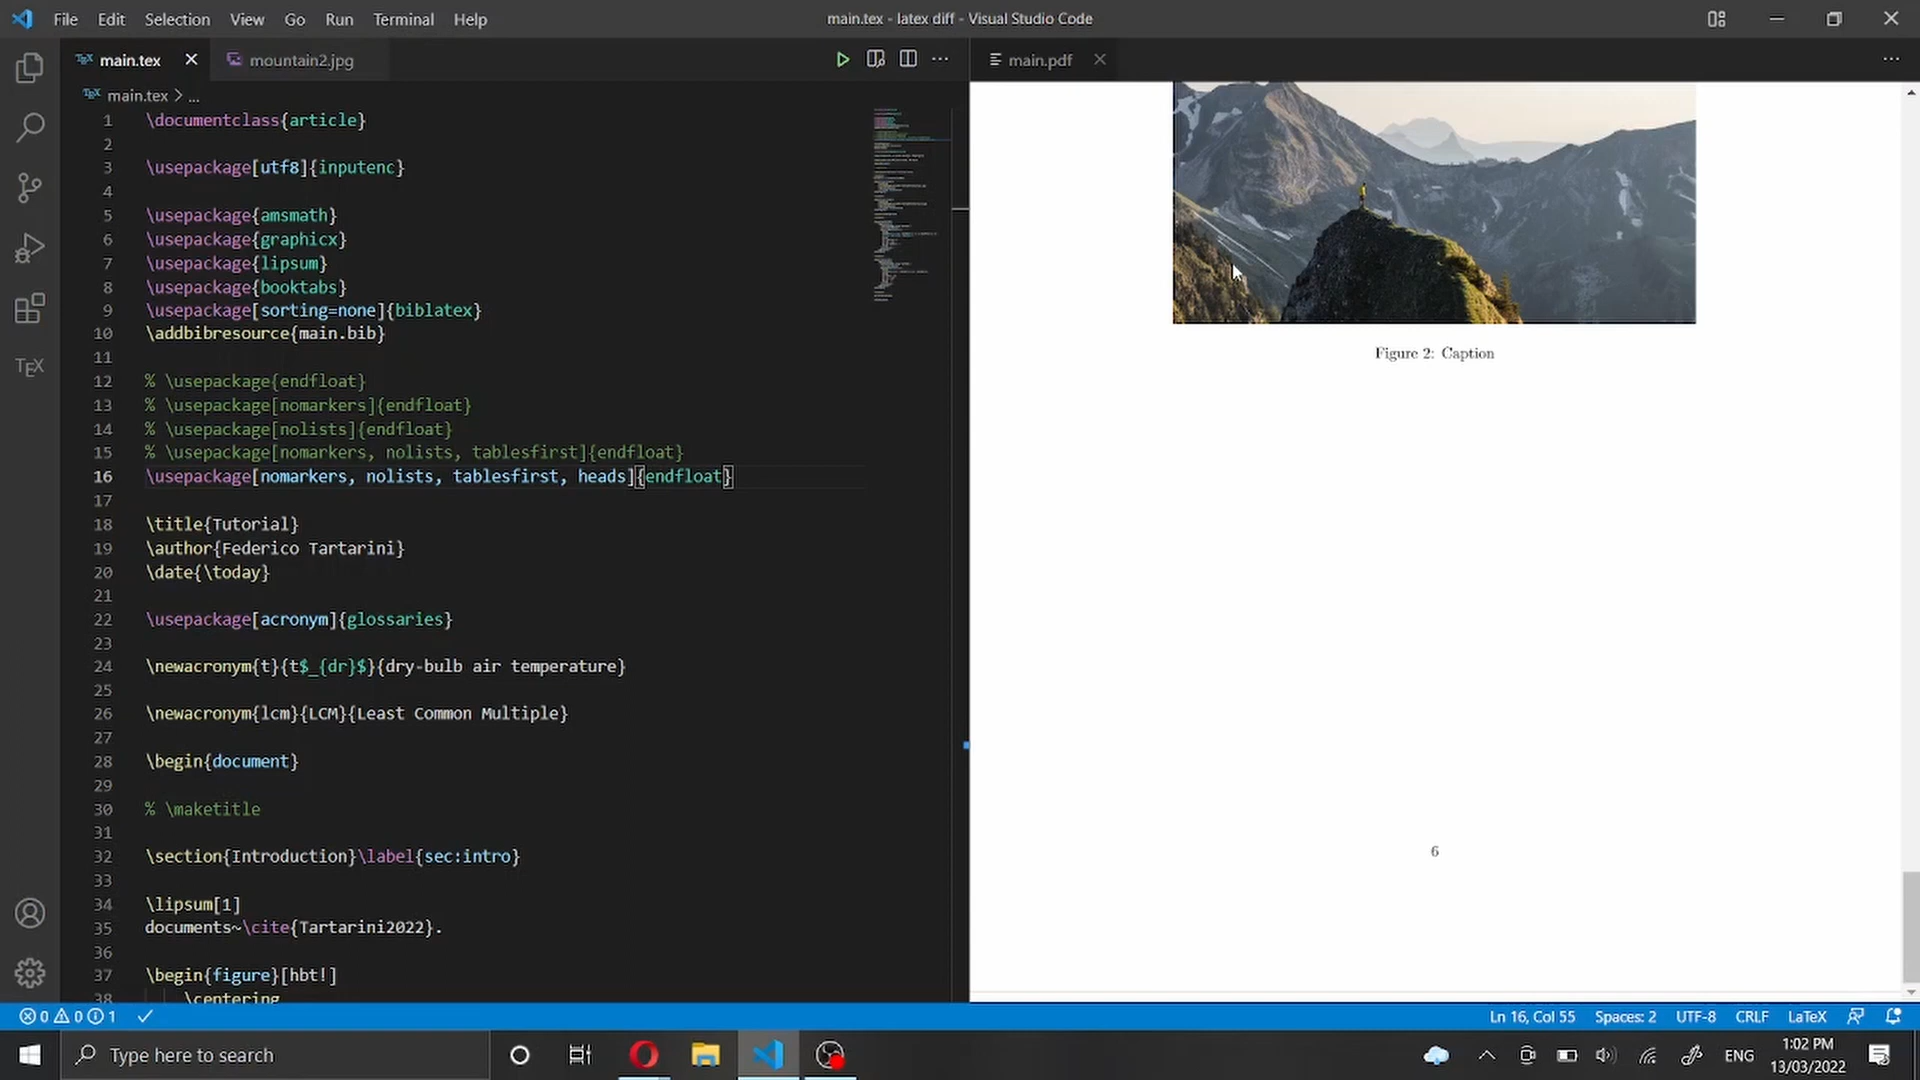 File Edit Selection View Go Run Terminal Help
main.tex - latex diff - Visual Studio Code
main.tex
mountain2.jpg
main.pdf
main.tex > ...
1 \documentclass{article}
2
3 \usepackage[utf8]{inputenc}
4
5 \usepackage{amsmath}
6 \usepackage{graphicx}
7 \usepackage{lipsum}
8 \usepackage{booktabs}
9 \usepackage[sorting=none]{biblatex}
10 \addbibresource{main.bib}
11
12 % \usepackage{endfloat}
13 % \usepackage[nomarkers]{endfloat}
14 % \usepackage[nolists]{endfloat}
15 % \usepackage[nomarkers, nolists, tablesfirst]{endfloat}
16 \usepackage[nomarkers, nolists, tablesfirst, heads]{endfloat}
17
18 \title{Tutorial}
19 \author{Federico Tartarini}
20 \date{\today}
21
22 \usepackage[acronym]{glossaries}
23
24 \newacronym{t}{t$_{dr}$}{dry-bulb air temperature}
25
26 \newacronym{lcm}{LCM}{Least Common Multiple}
27
28 \begin{document}
29
30 % \maketitle
31
32 \section{Introduction}\label{sec:intro}
33
34 \lipsum[1]
35 documents~\cite{Tartarini2022}.
36
37 \begin{figure}[hbt!]
38 \centering
Figure 2: Caption
6
TEX
0 0 1
Ln 16, Col 55 Spaces: 2 UTF-8 CRLF LaTeX
Type here to search
ENG
1:02 PM
13/03/2022